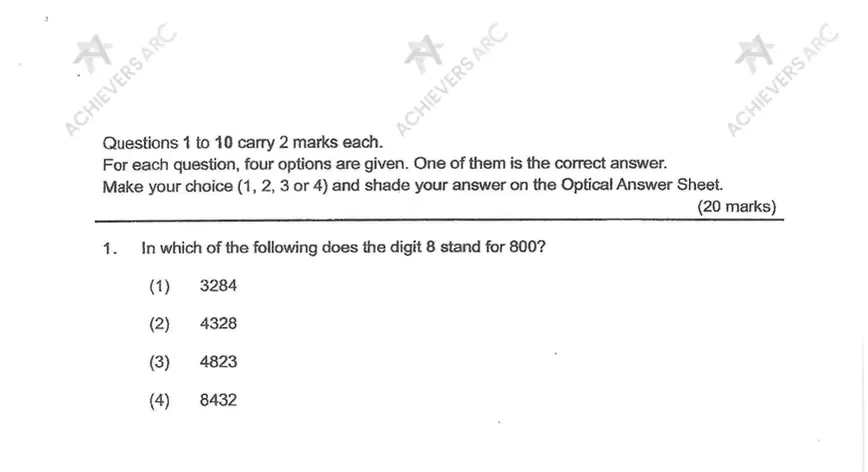 ACHIEVERS ARC
ACHIEVERS ARC
ACHIEVERS ARC
Questions 1 to 10 carry 2 marks each.
For each question, four options are given. One of them is the correct answer.
Make your choice (1, 2, 3 or 4) and shade your answer on the Optical Answer Sheet.
(20 marks)
1. In which of the following does the digit 8 stand for 800?
(1) 3284
(2) 4328
(3) 4823
(4) 8432